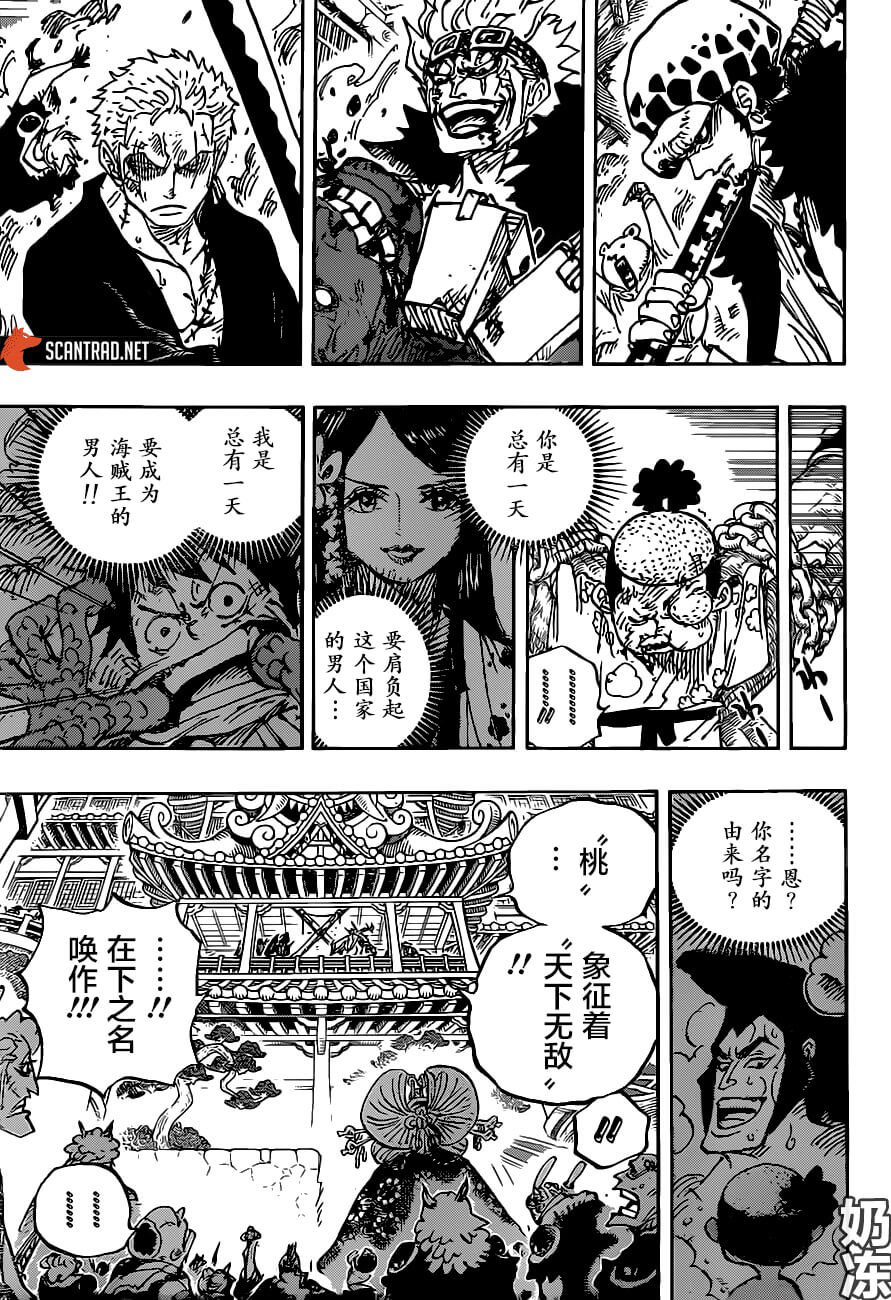 SCANTRAD.NET
你是
总有一天
要肩负起
这个国家
的男人…
我是
总有一天
要成为
海贼王的
男人!!
……恩？
你名字的
由来吗？
“桃”
…
象征着
“天下无敌”
!!
……!!
在下之名
唤作!!!
奶冻